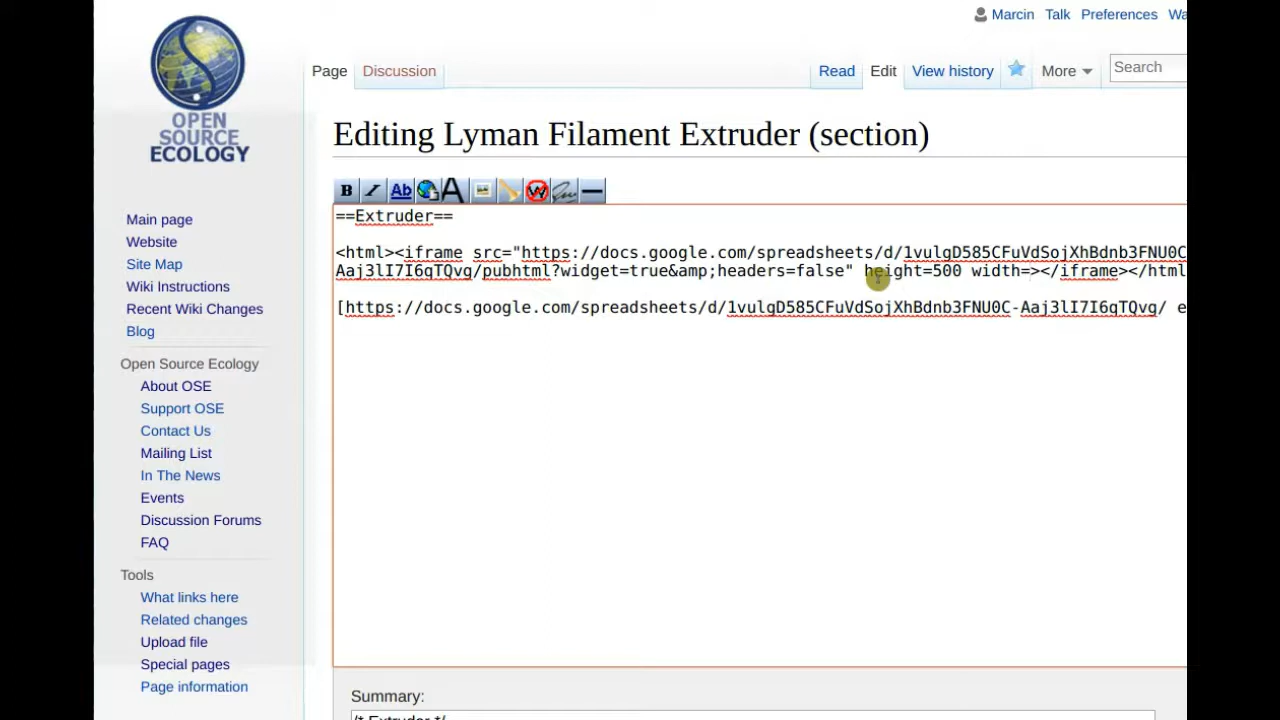 Marcin Talk Preferences
Page Discussion Read Edit View history More Search
OPEN
SOURCE
ECOLOGY
Editing Lyman Filament Extruder (section)
B I Ab A W
==Extruder==
<html><iframe src="https://docs.google.com/spreadsheets/d/1vulgD585CFuVdSojXhBdnb3FNU0C
Aaj3lI7I6qTQvg/pubhtml?widget=true&amp;headers=false" height=500 width=></iframe></html
[https://docs.google.com/spreadsheets/d/1vulgD585CFuVdSojXhBdnb3FNU0C-Aaj3lI7I6qTQvg/ e
Main page
Website
Site Map
Wiki Instructions
Recent Wiki Changes
Blog
Open Source Ecology
About OSE
Support OSE
Contact Us
Mailing List
In The News
Events
Discussion Forums
FAQ
Tools
What links here
Related changes
Upload file
Special pages
Page information
Summary:
/* Extruder */